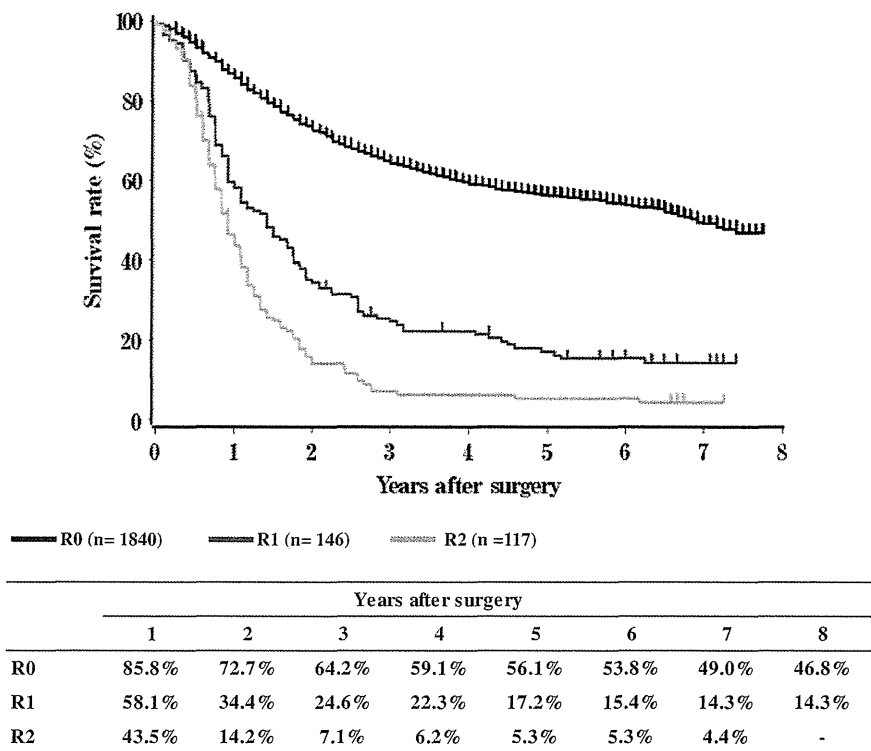 100
80
60
40
20
0
Survival rate (%)
0 1 2 3 4 5 6 7 8
Years after surgery
R0 (n= 1840) R1 (n= 146) R2 (n =117)
Years after surgery
1 2 3 4 5 6 7 8
R0 85.8% 72.7% 64.2% 59.1% 56.1% 53.8% 49.0% 46.8%
R1 58.1% 34.4% 24.6% 22.3% 17.2% 15.4% 14.3% 14.3%
R2 43.5% 14.2% 7.1% 6.2% 5.3% 5.3% 4.4% -